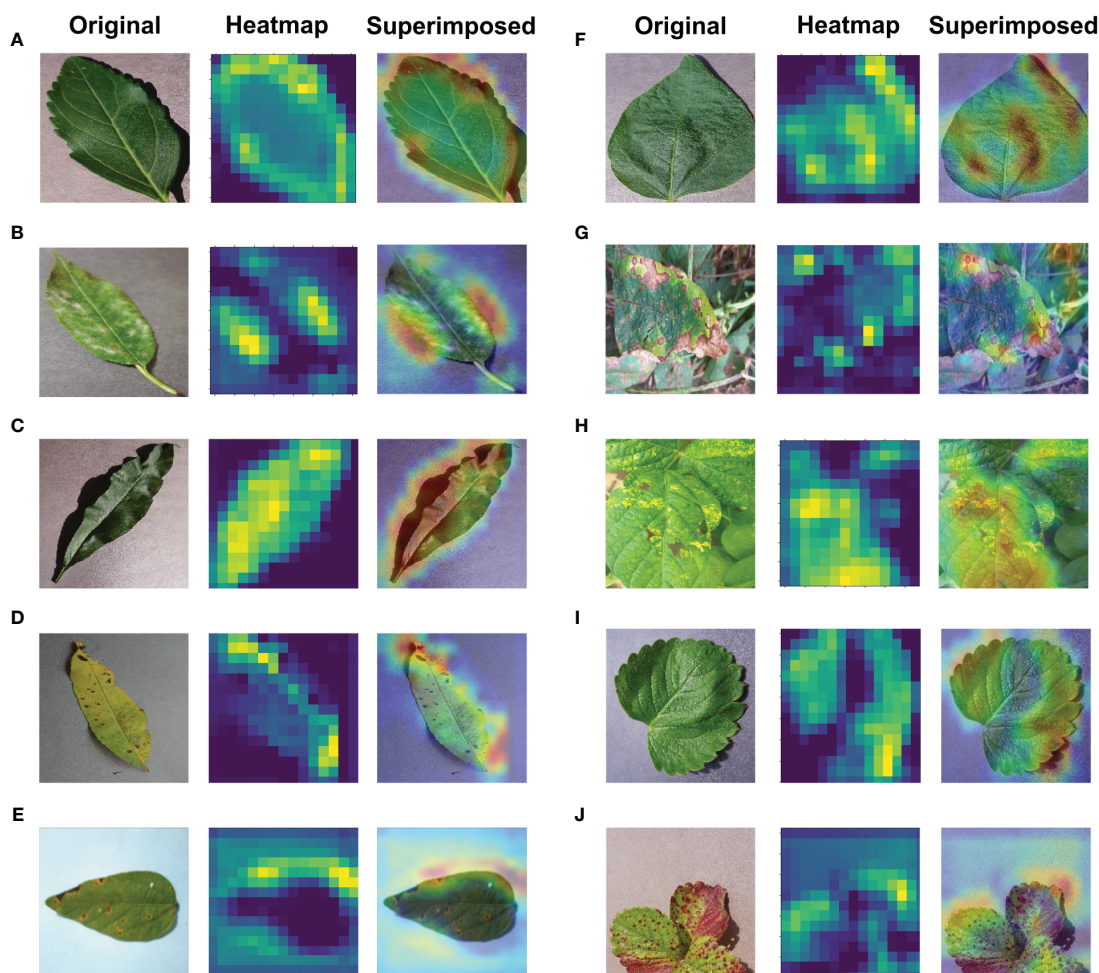 Original Heatmap Superimposed Original Heatmap Superimposed
A F
B G
C H
D I
E J